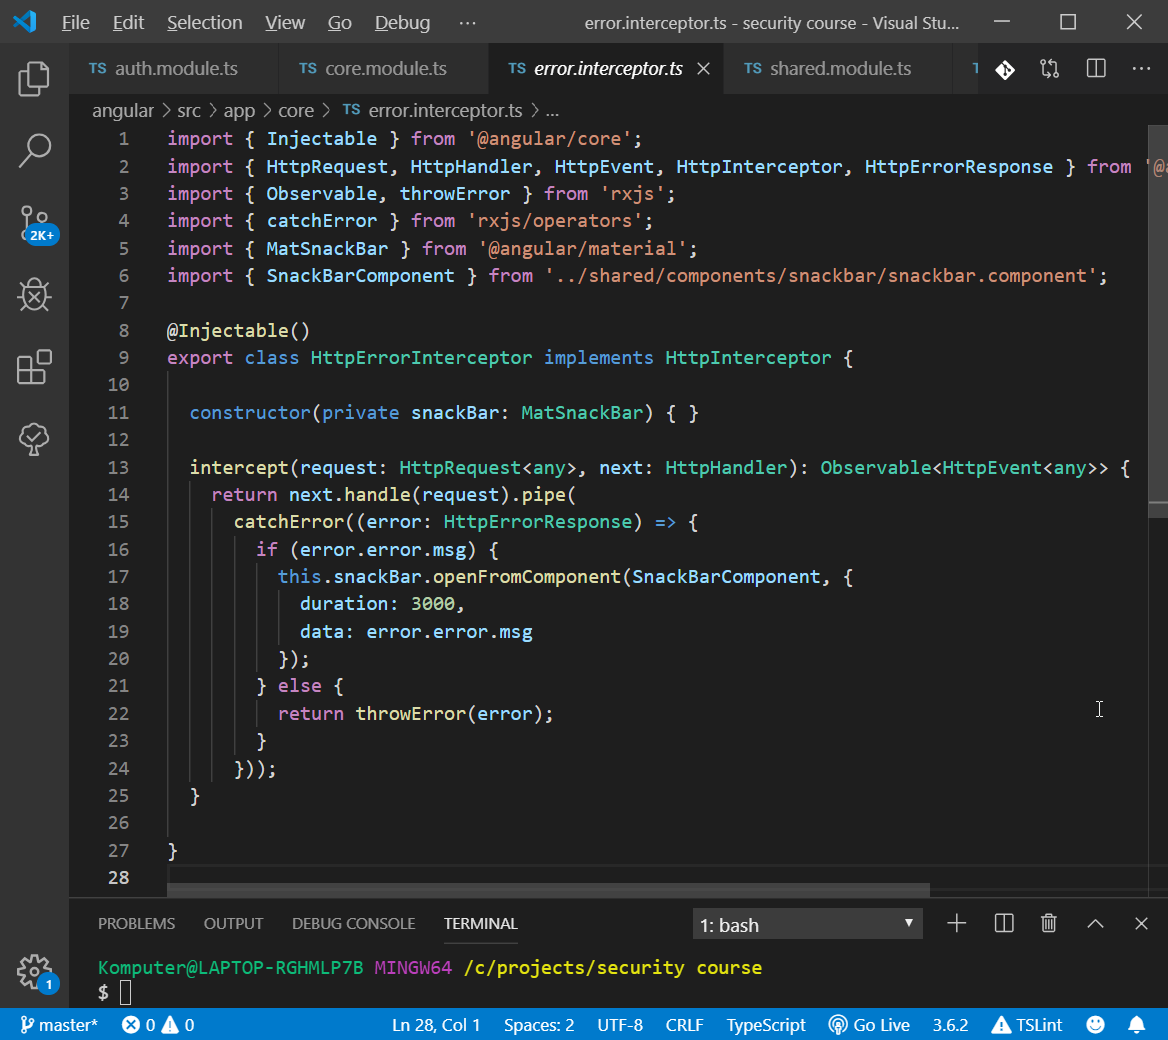 File Edit Selection View Go Debug ... error.interceptor.ts - security course - Visual Stu...
TS auth.module.ts TS core.module.ts TS error.interceptor.ts TS shared.module.ts
angular > src > app > core > TS error.interceptor.ts > ...
1 import { Injectable } from '@angular/core';
2 import { HttpRequest, HttpHandler, HttpEvent, HttpInterceptor, HttpErrorResponse } from '@a
3 import { Observable, throwError } from 'rxjs';
4 import { catchError } from 'rxjs/operators';
5 import { MatSnackBar } from '@angular/material';
6 import { SnackBarComponent } from '../shared/components/snackbar/snackbar.component';
7
8 @Injectable()
9 export class HttpErrorInterceptor implements HttpInterceptor {
10
11 constructor(private snackBar: MatSnackBar) { }
12
13 intercept(request: HttpRequest<any>, next: HttpHandler): Observable<HttpEvent<any>> {
14 return next.handle(request).pipe(
15 catchError((error: HttpErrorResponse) => {
16 if (error.error.msg) {
17 this.snackBar.openFromComponent(SnackBarComponent, {
18 duration: 3000,
19 data: error.error.msg
20 });
21 } else {
22 return throwError(error);
23 }
24 }));
25 }
26
27 }
28
2K+
PROBLEMS OUTPUT DEBUG CONSOLE TERMINAL 1: bash
Komputer@LAPTOP-RGHMLP7B MINGW64 /c/projects/security course
$
1
master* 0 0 Ln 28, Col 1 Spaces: 2 UTF-8 CRLF TypeScript Go Live 3.6.2 TSLint